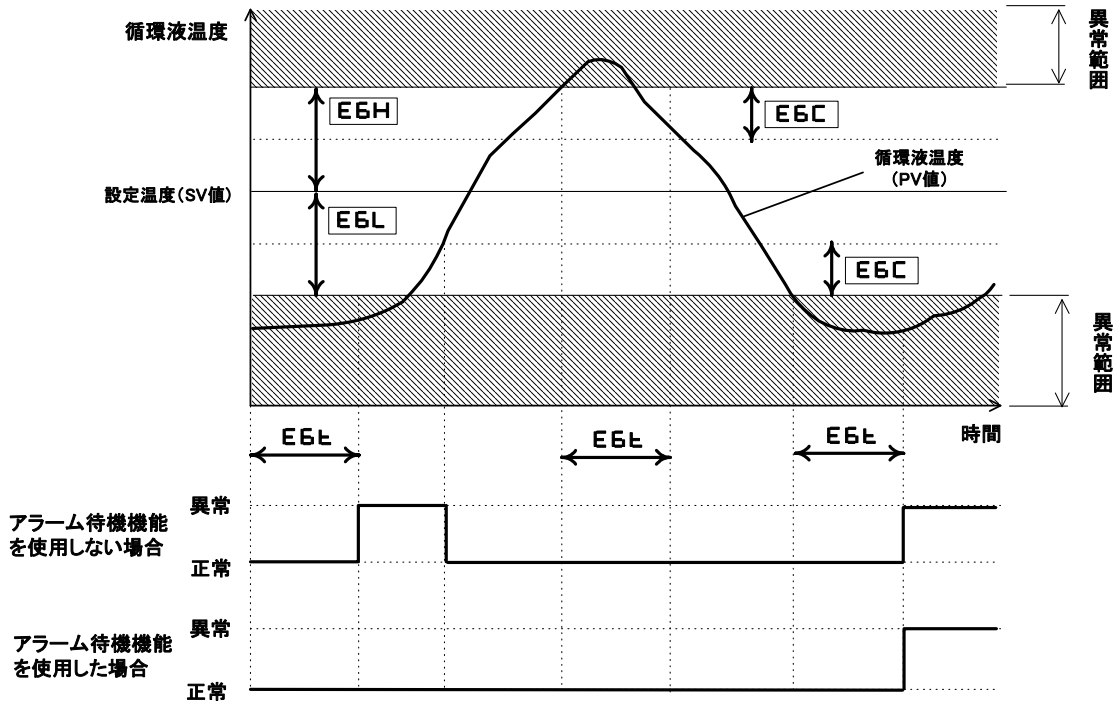 循環液温度
異常範囲
E6H
E6C
循環液温度
(PV値)
設定温度(SV値)
E6L
E6C
異常範囲
時間
E6t
E6t
E6t
アラーム待機機能
を使用しない場合
異常
正常
アラーム待機機能
を使用した場合
異常
正常